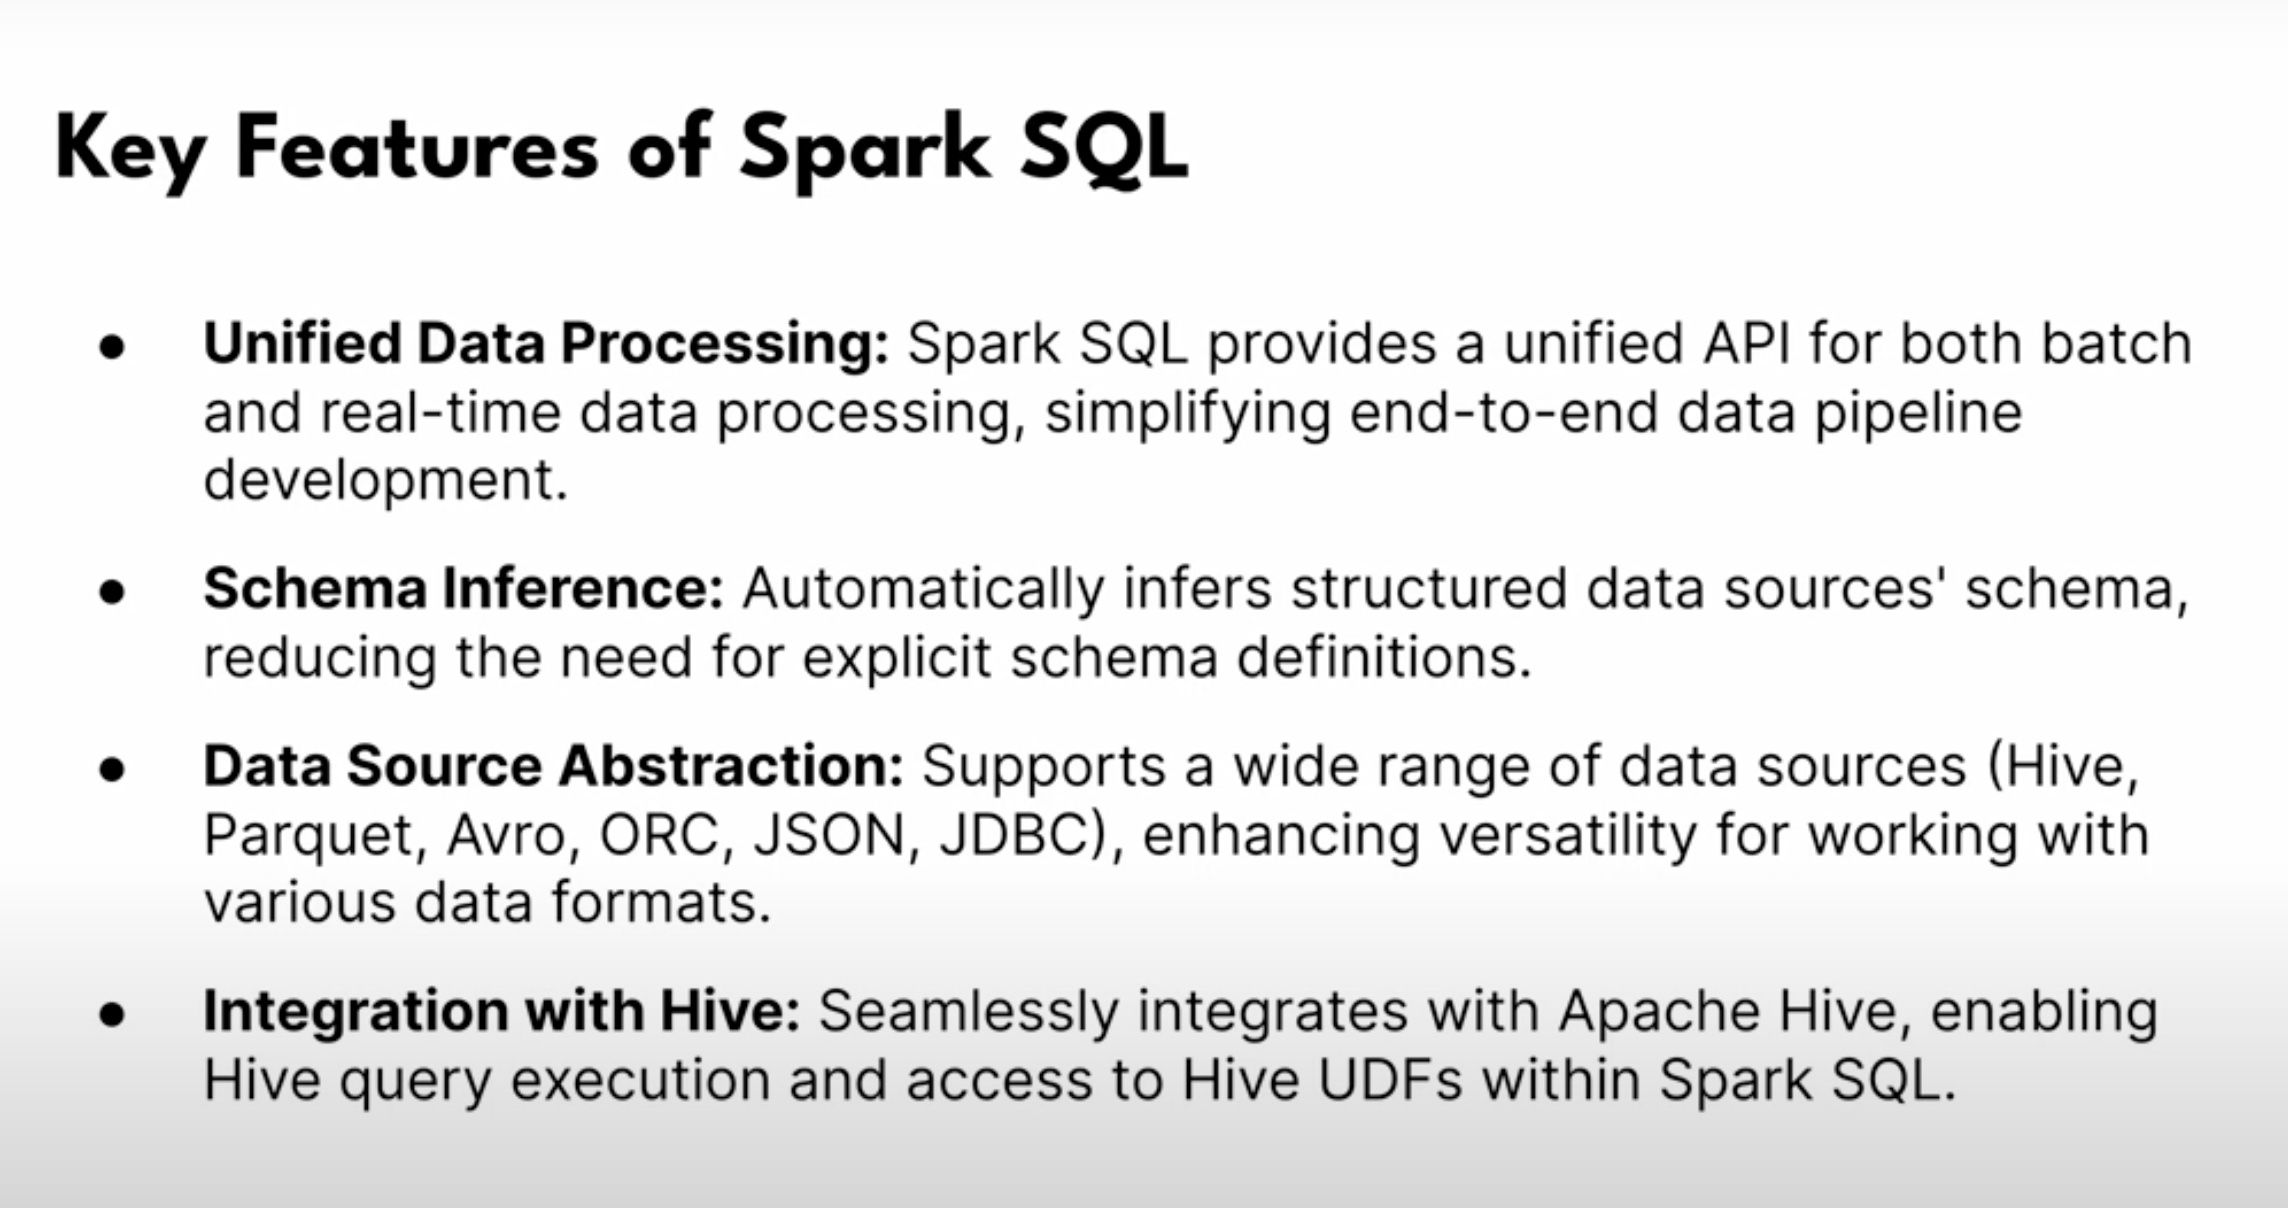 Key Features of Spark SQL
● Unified Data Processing: Spark SQL provides a unified API for both batch
and real-time data processing, simplifying end-to-end data pipeline
development.
● Schema Inference: Automatically infers structured data sources' schema,
reducing the need for explicit schema definitions.
● Data Source Abstraction: Supports a wide range of data sources (Hive,
Parquet, Avro, ORC, JSON, JDBC), enhancing versatility for working with
various data formats.
● Integration with Hive: Seamlessly integrates with Apache Hive, enabling
Hive query execution and access to Hive UDFs within Spark SQL.